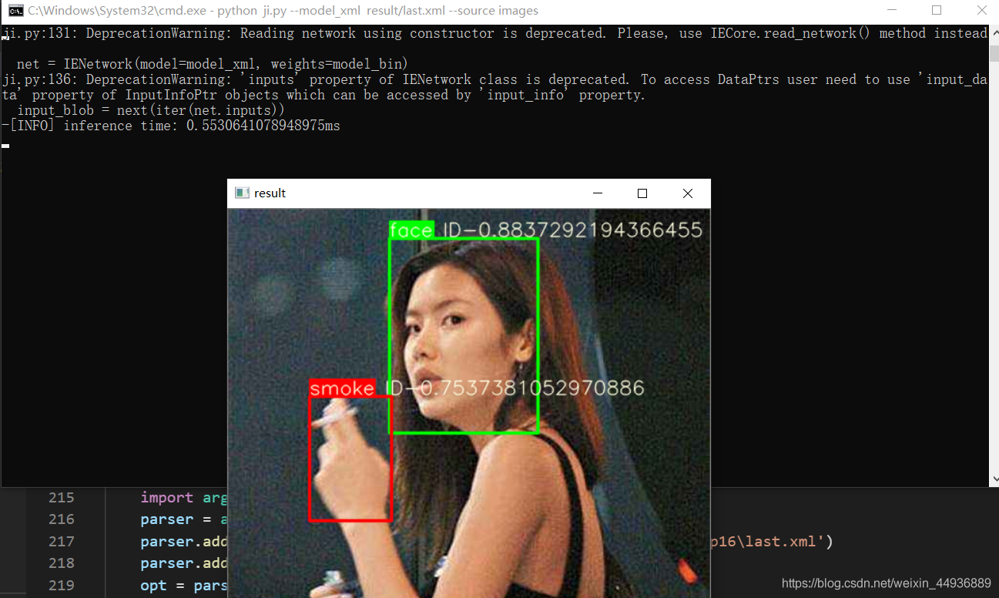 C:\Windows\System32\cmd.exe - python  ji.py --model_xml  result/last.xml --source images
ji.py:131: DeprecationWarning: Reading network using constructor is deprecated. Please, use IECore.read_network() method instead
net = IENetwork(model=model_xml, weights=model_bin)
ji.py:136: DeprecationWarning: 'inputs' property of IENetwork class is deprecated. To access DataPtrs user need to use 'input_da
ta' property of InputInfoPtr objects which can be accessed by 'input_info' property.
input_blob = next(iter(net.inputs))
-[INFO] inference time: 0.5530641078948975ms
result
face ID-0.8837292194366455
smoke ID-0.7537381052970886
215 import arg
216 parser = a
217 parser.add p16\last.xml')
218 parser.add
219 opt = pars
https://blog.csdn.net/weixin_44936889